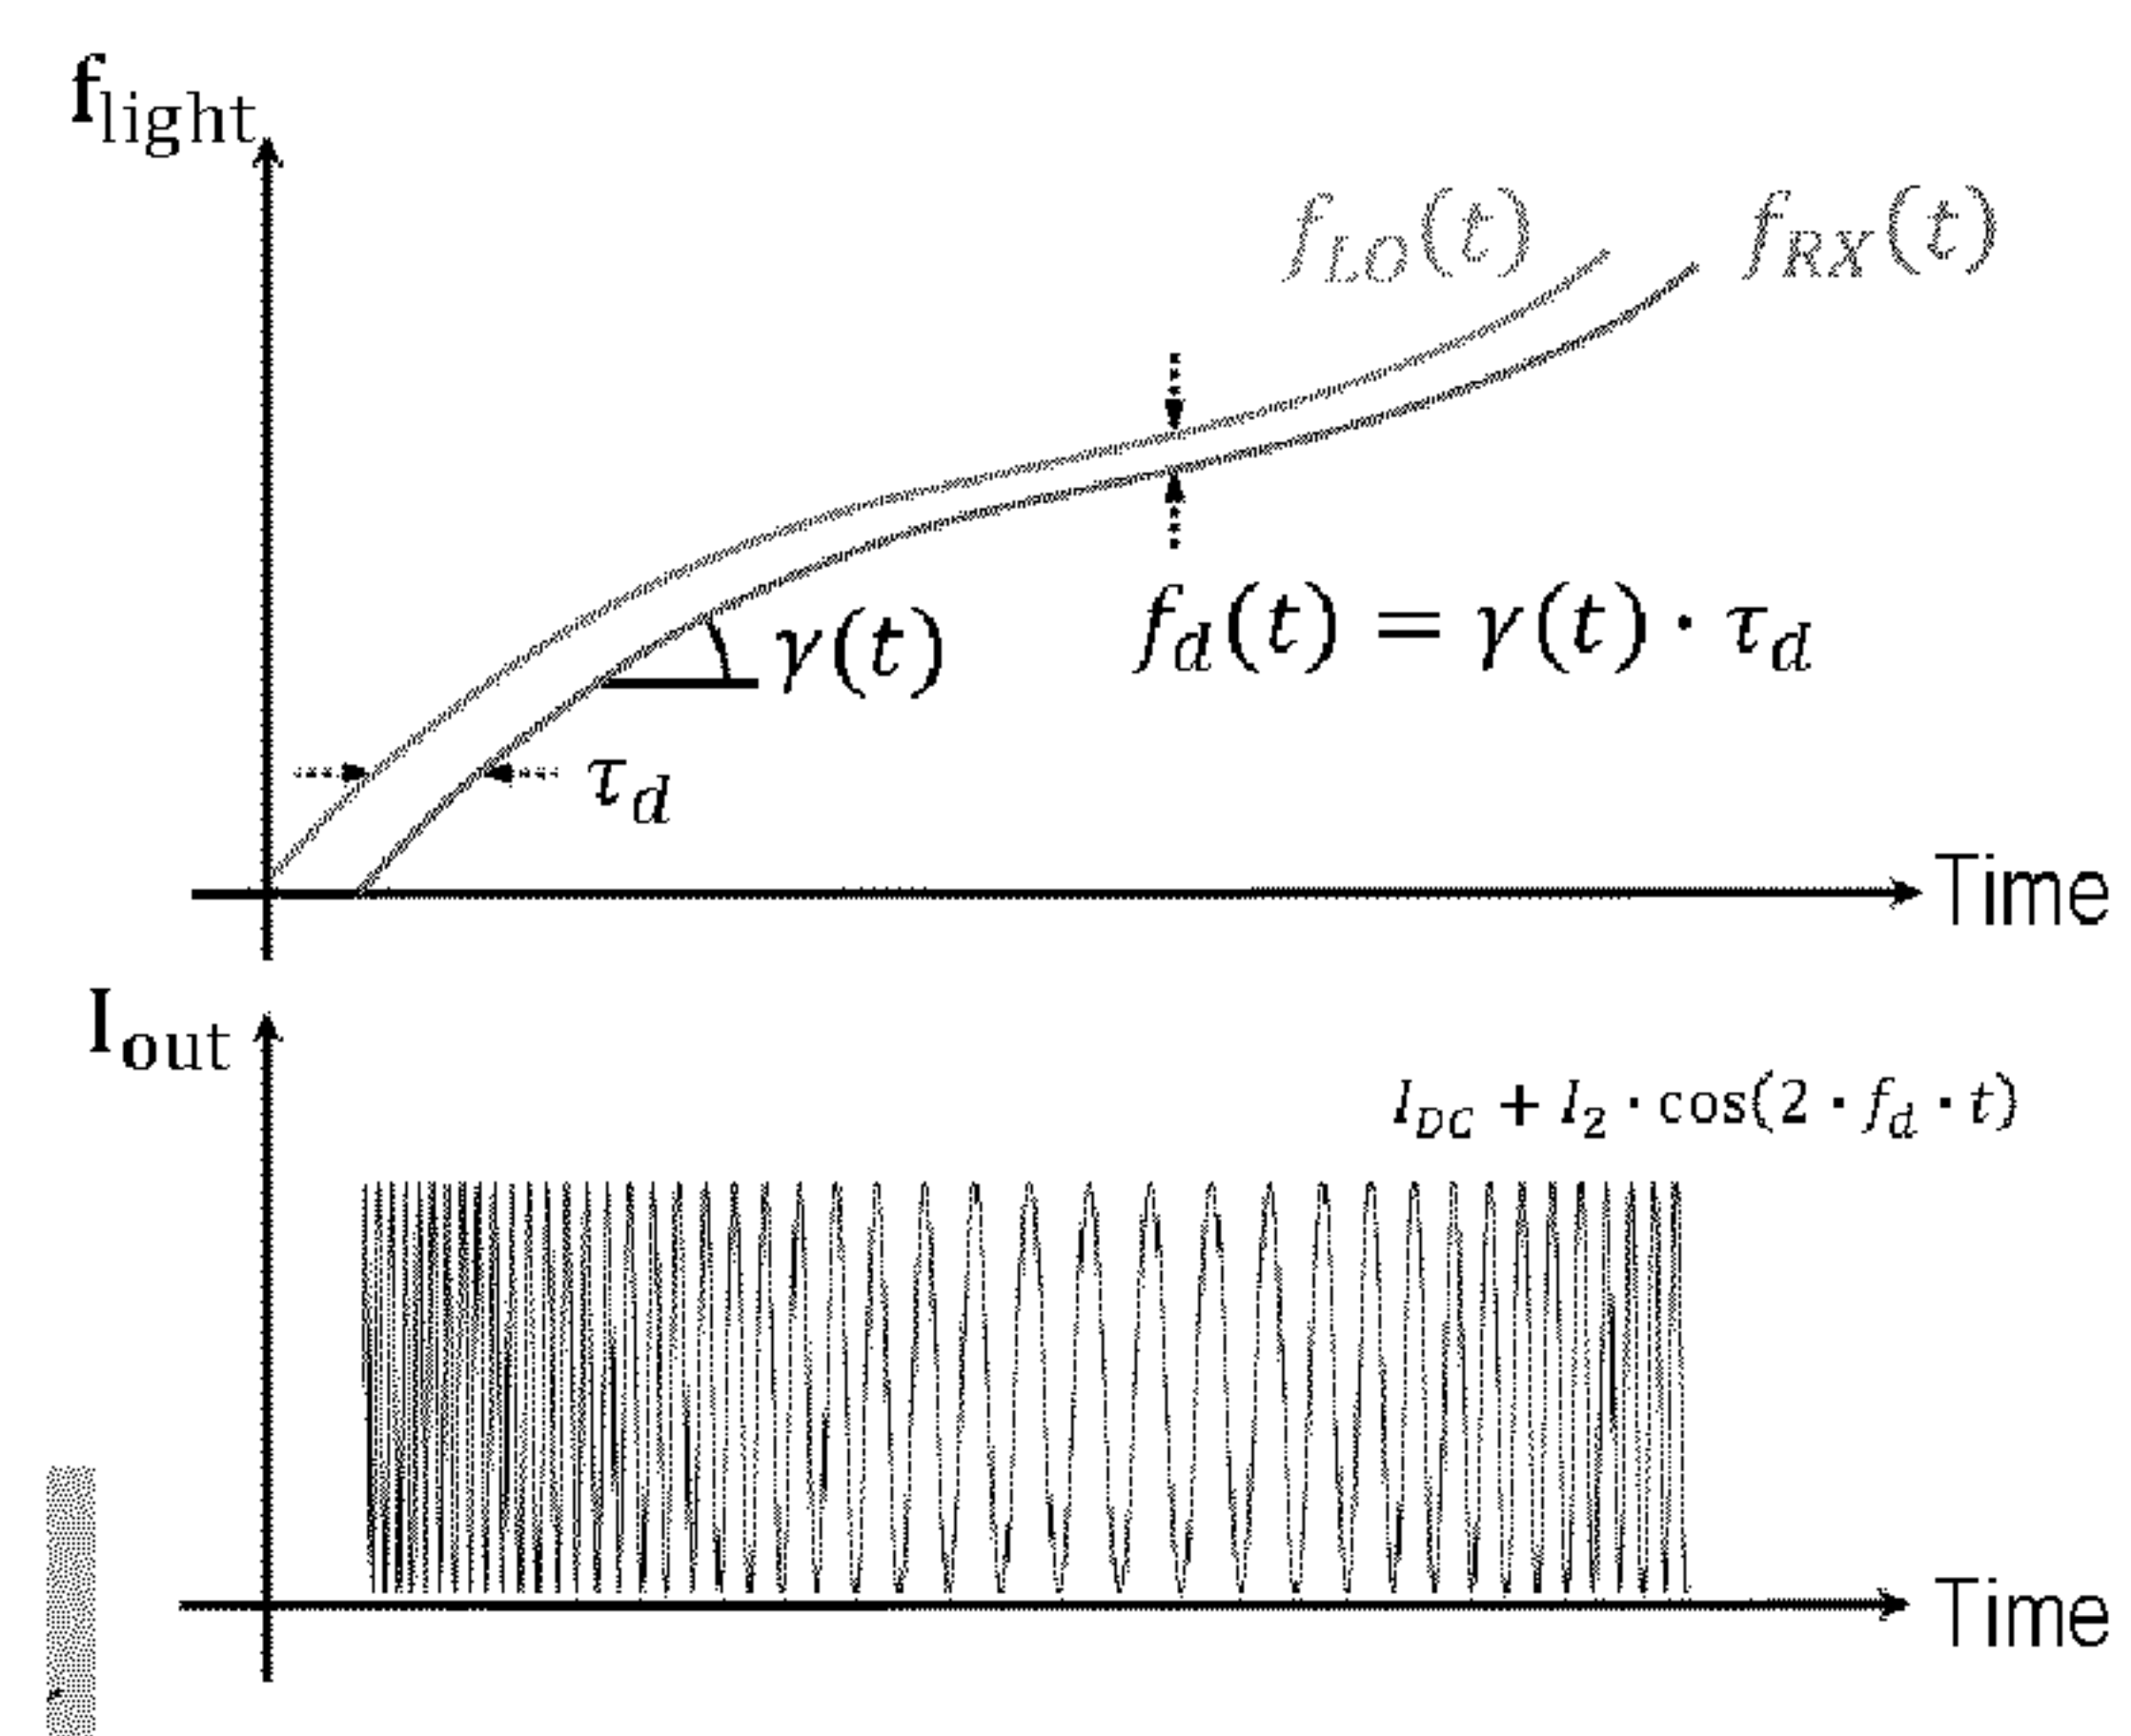 f_light
f_LO(t) f_RX(t)
γ(t) f_d(t) = γ(t) · τ_d
τ_d
Time
I_out
I_DC + I_2 · cos(2 · f_d · t)
Time